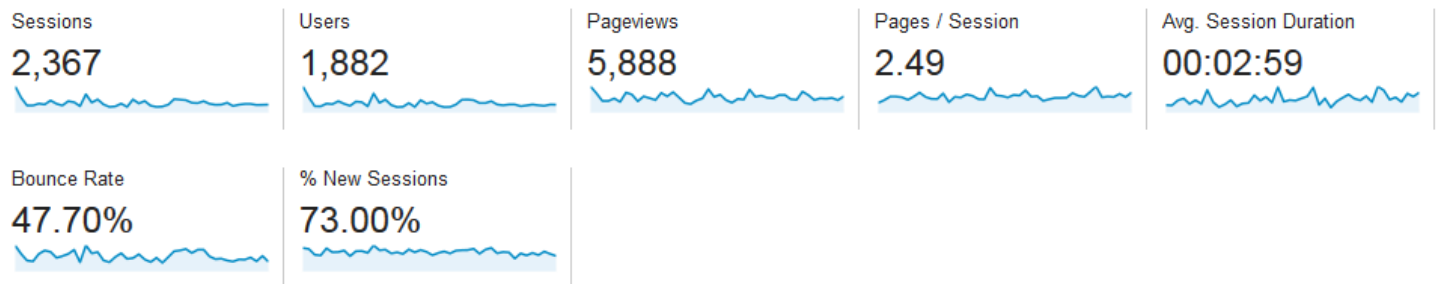 Sessions
2,367
Users
1,882
Pageviews
5,888
Pages / Session
2.49
Avg. Session Duration
00:02:59
Bounce Rate
47.70%
% New Sessions
73.00%